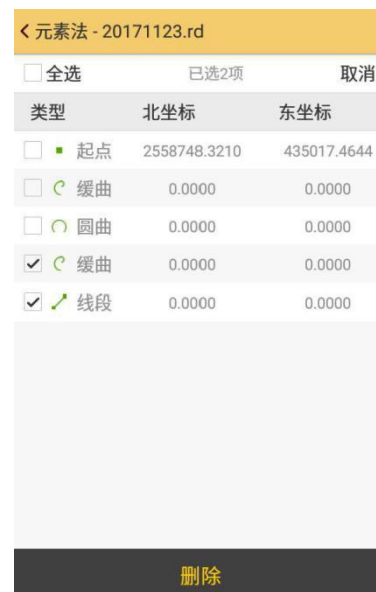 元素法 - 20171123.rd
全选 已选2项 取消
类型 北坐标 东坐标
起点 2558748.3210 435017.4644
缓曲 0.0000 0.0000
圆曲 0.0000 0.0000
缓曲 0.0000 0.0000
线段 0.0000 0.0000
删除